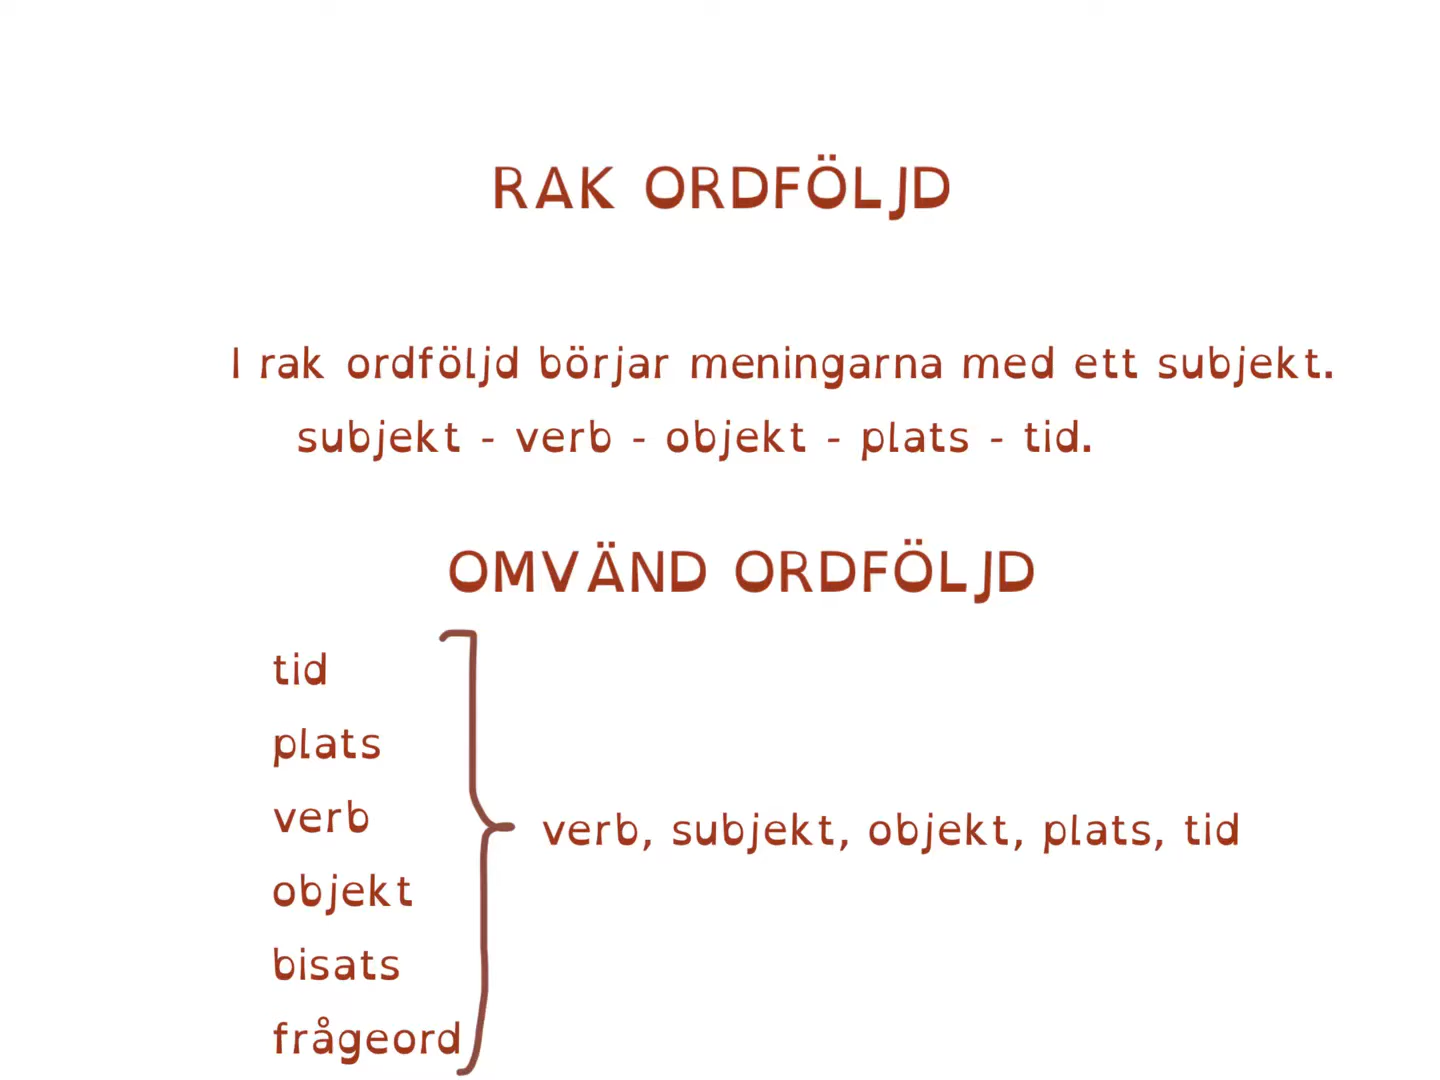 RAK ORDFÖLJD
I rak ordföljd börjar meningarna med ett subjekt.
subjekt - verb - objekt - plats - tid.
OMVÄND ORDFÖLJD
tid
plats
verb
verb, subjekt, objekt, plats, tid
objekt
bisats
frågeord